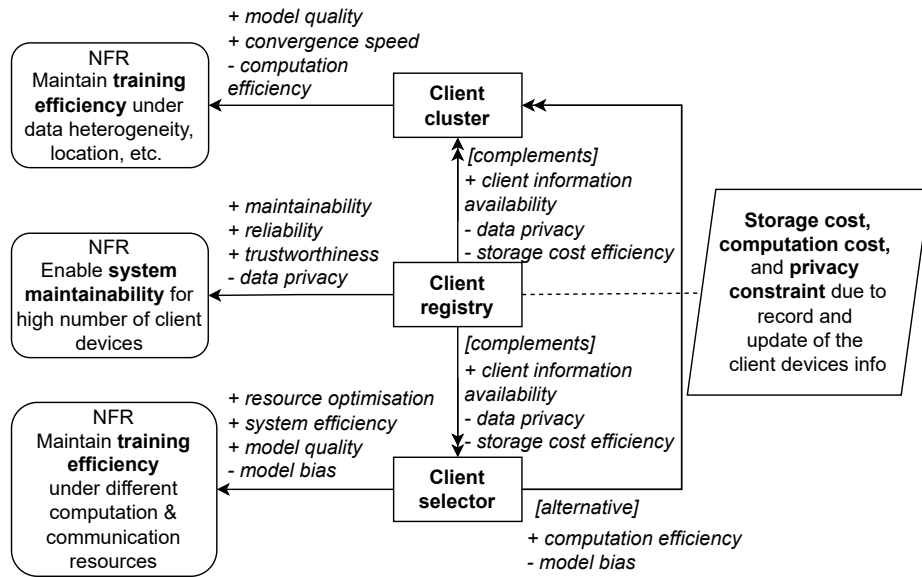 + model quality
+ convergence speed
- computation
efficiency
NFR
Maintain training
efficiency under
data heterogeneity,
location, etc.
Client
cluster
[complements]
+ client information
availability
- data privacy
- storage cost efficiency
+ maintainability
+ reliability
+ trustworthiness
- data privacy
NFR
Enable system
maintainability for
high number of client
devices
Client
registry
Storage cost,
computation cost,
and privacy
constraint due to
record and
update of the
client devices info
[complements]
+ client information
availability
- data privacy
- storage cost efficiency
+ resource optimisation
+ system efficiency
+ model quality
- model bias
NFR
Maintain training
efficiency
under different
computation &
communication
resources
Client
selector
[alternative]
+ computation efficiency
- model bias